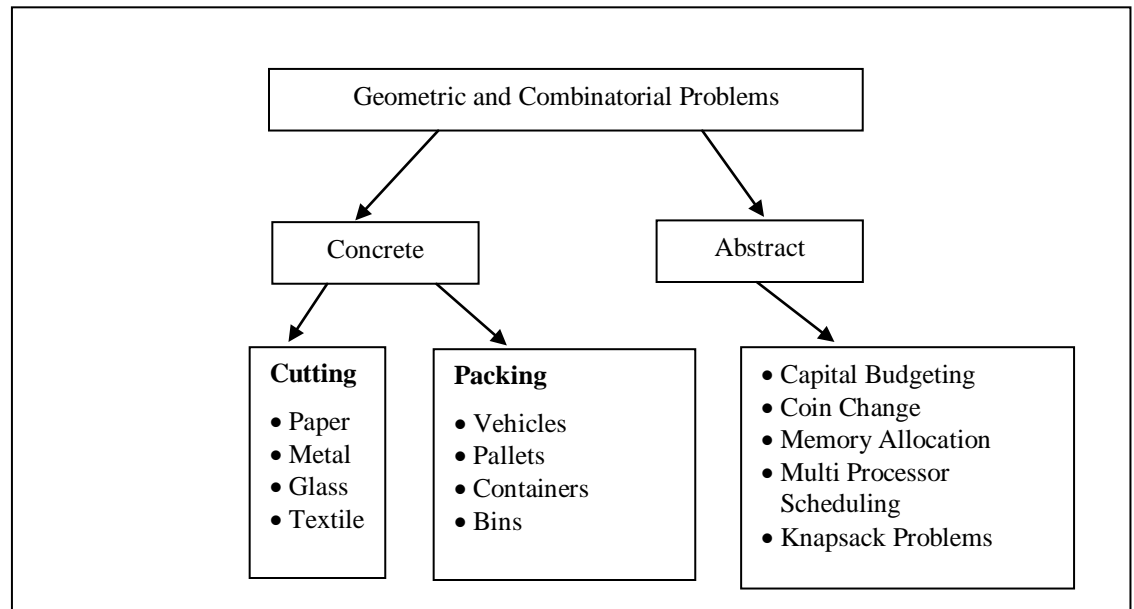 Geometric and Combinatorial Problems
Concrete
Abstract
Cutting
• Paper
• Metal
• Glass
• Textile
Packing
• Vehicles
• Pallets
• Containers
• Bins
• Capital Budgeting
• Coin Change
• Memory Allocation
• Multi Processor
Scheduling
• Knapsack Problems